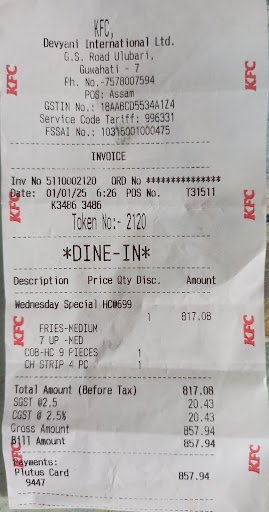 KFC,
Devyani International Ltd.
G.S. Road Ulubari,
Guwahati - 7
Ph. No.-7578007594
POS: Assam
GSTIN No.: 18AABCD5534A1Z4
Service Code Tariff: 996331
FSSAI No.: 10315001000475
INVOICE
Inv No 5110002120 ORD No ***************
Date: 01/01/25 6:26 POS No. T31511
K3486 3486
Token No:- 2120
*DINE-IN*
Description Price Qty Disc. Amount
Wednesday Special HC@699
1 817.08
FRIES-MEDIUM
7 UP -MED
COB-HC 9 PIECES 1
CH STRIP 4 PC 1
Total Amount (Before Tax) 817.08
SGST @2.5 20.43
CGST @ 2.5% 20.43
Gross Amount 857.94
Bill Amount 857.94
Payments:
Plutus Card 857.94
9447
KFC
KFC
KFC
KFC
KFC
KFC
KFC
KFC